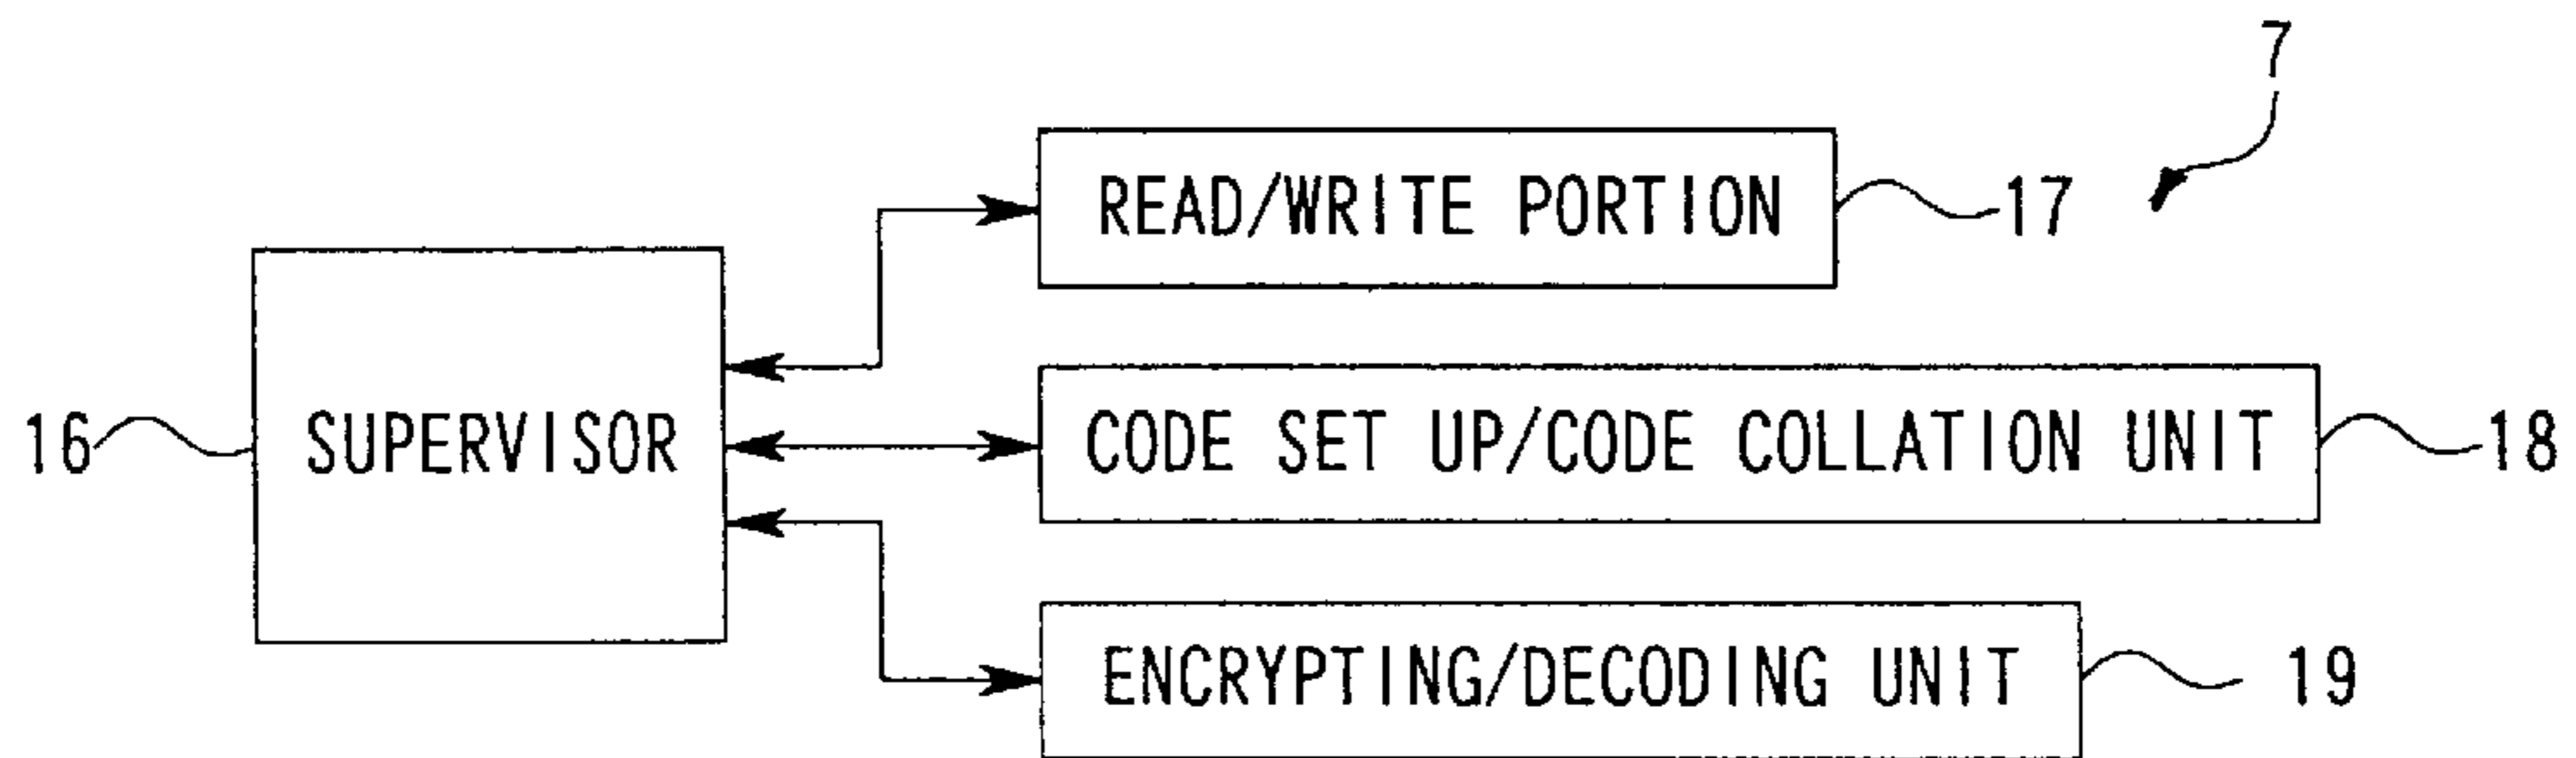 7
READ/WRITE PORTION 17
16 SUPERVISOR
CODE SET UP/CODE COLLATION UNIT 18
ENCRYPTING/DECODING UNIT 19